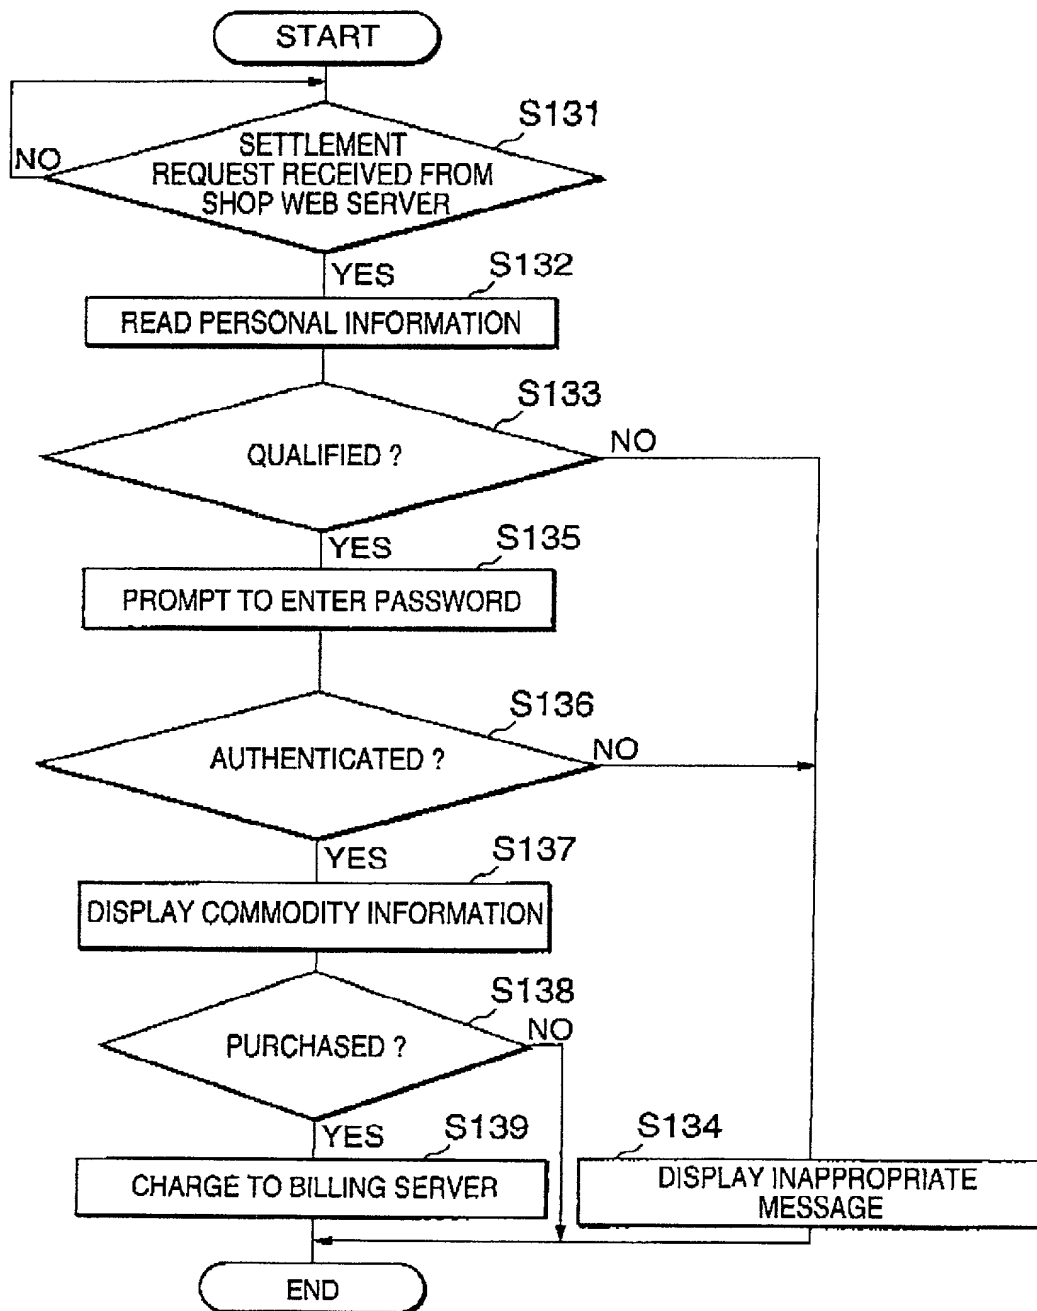 START
S131
SETTLEMENT
REQUEST RECEIVED FROM
SHOP WEB SERVER
NO
YES
S132
READ PERSONAL INFORMATION
S133
QUALIFIED ?
NO
YES
S135
PROMPT TO ENTER PASSWORD
S136
AUTHENTICATED ?
NO
YES
S137
DISPLAY COMMODITY INFORMATION
S138
PURCHASED ?
NO
YES
S139
CHARGE TO BILLING SERVER
S134
DISPLAY INAPPROPRIATE
MESSAGE
END